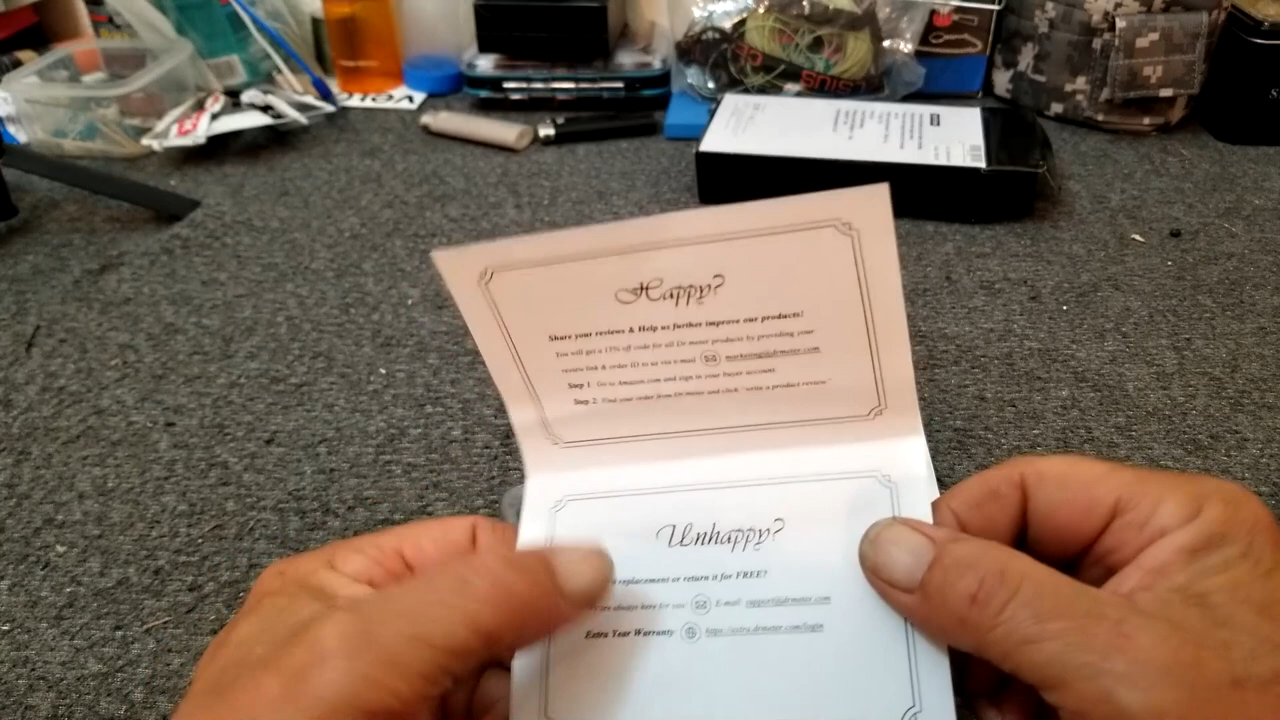 Happy?
Share your reviews & Help us further improve our products!
You will get a 15% off code for all Dr.meter products by providing your
review link & order ID to us via e-mail marketing@drmeter.com
Step 1: Go to Amazon.com and sign in your buyer account.
Step 2: Find your order from Dr.meter and click "write a product review"
Unhappy?
replacement or return it for FREE?
are always here for you E-mail: support@drmeter.com
Extra Year Warranty https://extra.drmeter.com/login